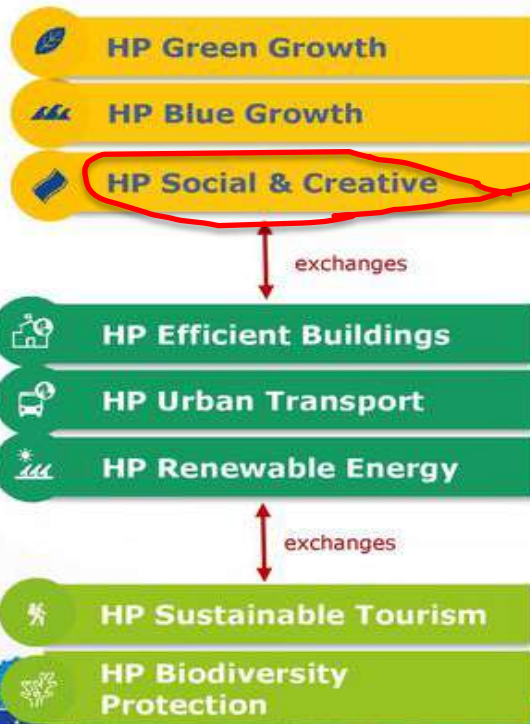 HP Green Growth
HP Blue Growth
HP Social & Creative
exchanges
HP Efficient Buildings
HP Urban Transport
HP Renewable Energy
exchanges
HP Sustainable Tourism
HP Biodiversity
Protection